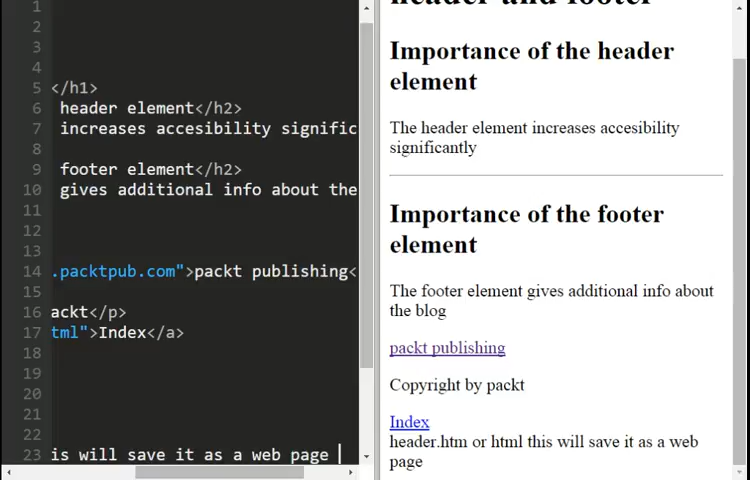 1
2
3
4
5 </h1>
6 header element</h2>
7 increases accesibility signific
8
9 footer element</h2>
10 gives additional info about the
11
12
13
14 .packtpub.com">packt publishing<
15
16 ackt</p>
17 tml">Index</a>
18
19
20
21
22
23 is will save it as a web page
Importance of the header
element
The header element increases accesibility
significantly
Importance of the footer
element
The footer element gives additional info about
the blog
packt publishing
Copyright by packt
Index
header.htm or html this will save it as a web
page